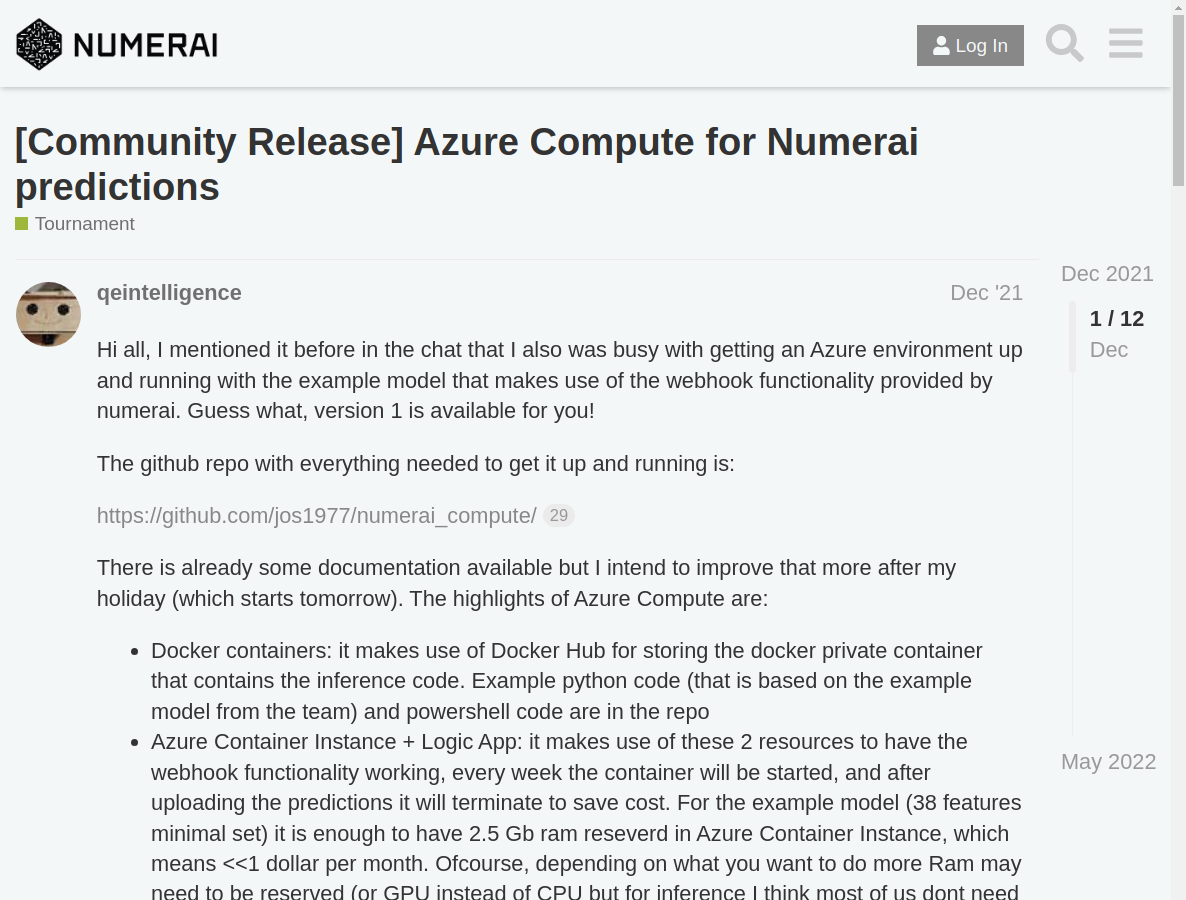 NUMERAI
Log In
[Community Release] Azure Compute for Numerai
predictions
Tournament
Dec 2021
qeintelligence
Dec '21
1 / 12
Dec
Hi all, I mentioned it before in the chat that I also was busy with getting an Azure environment up
and running with the example model that makes use of the webhook functionality provided by
numerai. Guess what, version 1 is available for you!
The github repo with everything needed to get it up and running is:
https://github.com/jos1977/numerai_compute/ 29
There is already some documentation available but I intend to improve that more after my
holiday (which starts tomorrow). The highlights of Azure Compute are:
• Docker containers: it makes use of Docker Hub for storing the docker private container
that contains the inference code. Example python code (that is based on the example
model from the team) and powershell code are in the repo
• Azure Container Instance + Logic App: it makes use of these 2 resources to have the
webhook functionality working, every week the container will be started, and after
uploading the predictions it will terminate to save cost. For the example model (38 features
minimal set) it is enough to have 2.5 Gb ram reseverd in Azure Container Instance, which
means <<1 dollar per month. Ofcourse, depending on what you want to do more Ram may
need to be reserved (or GPU instead of CPU but for inference I think most of us dont need
May 2022